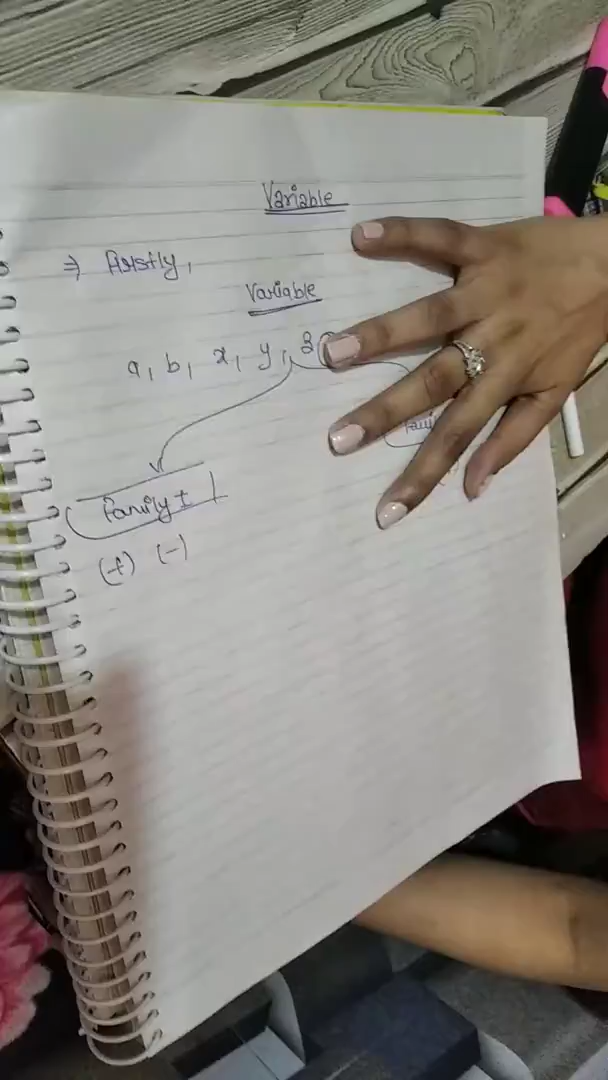 Variable
⇒ Firstly,
Variable
a, b, x, y, z
Family I
(+) (-)